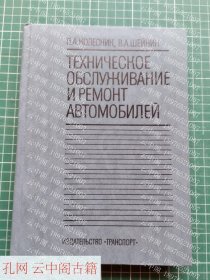 П.А. КОЛЕСНИК, В.А. ШЕЙНИН
ТЕХНИЧЕСКОЕ
ОБСЛУЖИВАНИЕ
И РЕМОНТ
АВТОМОБИЛЕЙ
ИЗДАТЕЛЬСТВО «ТРАНСПОРТ»
孔网 云中阁古籍